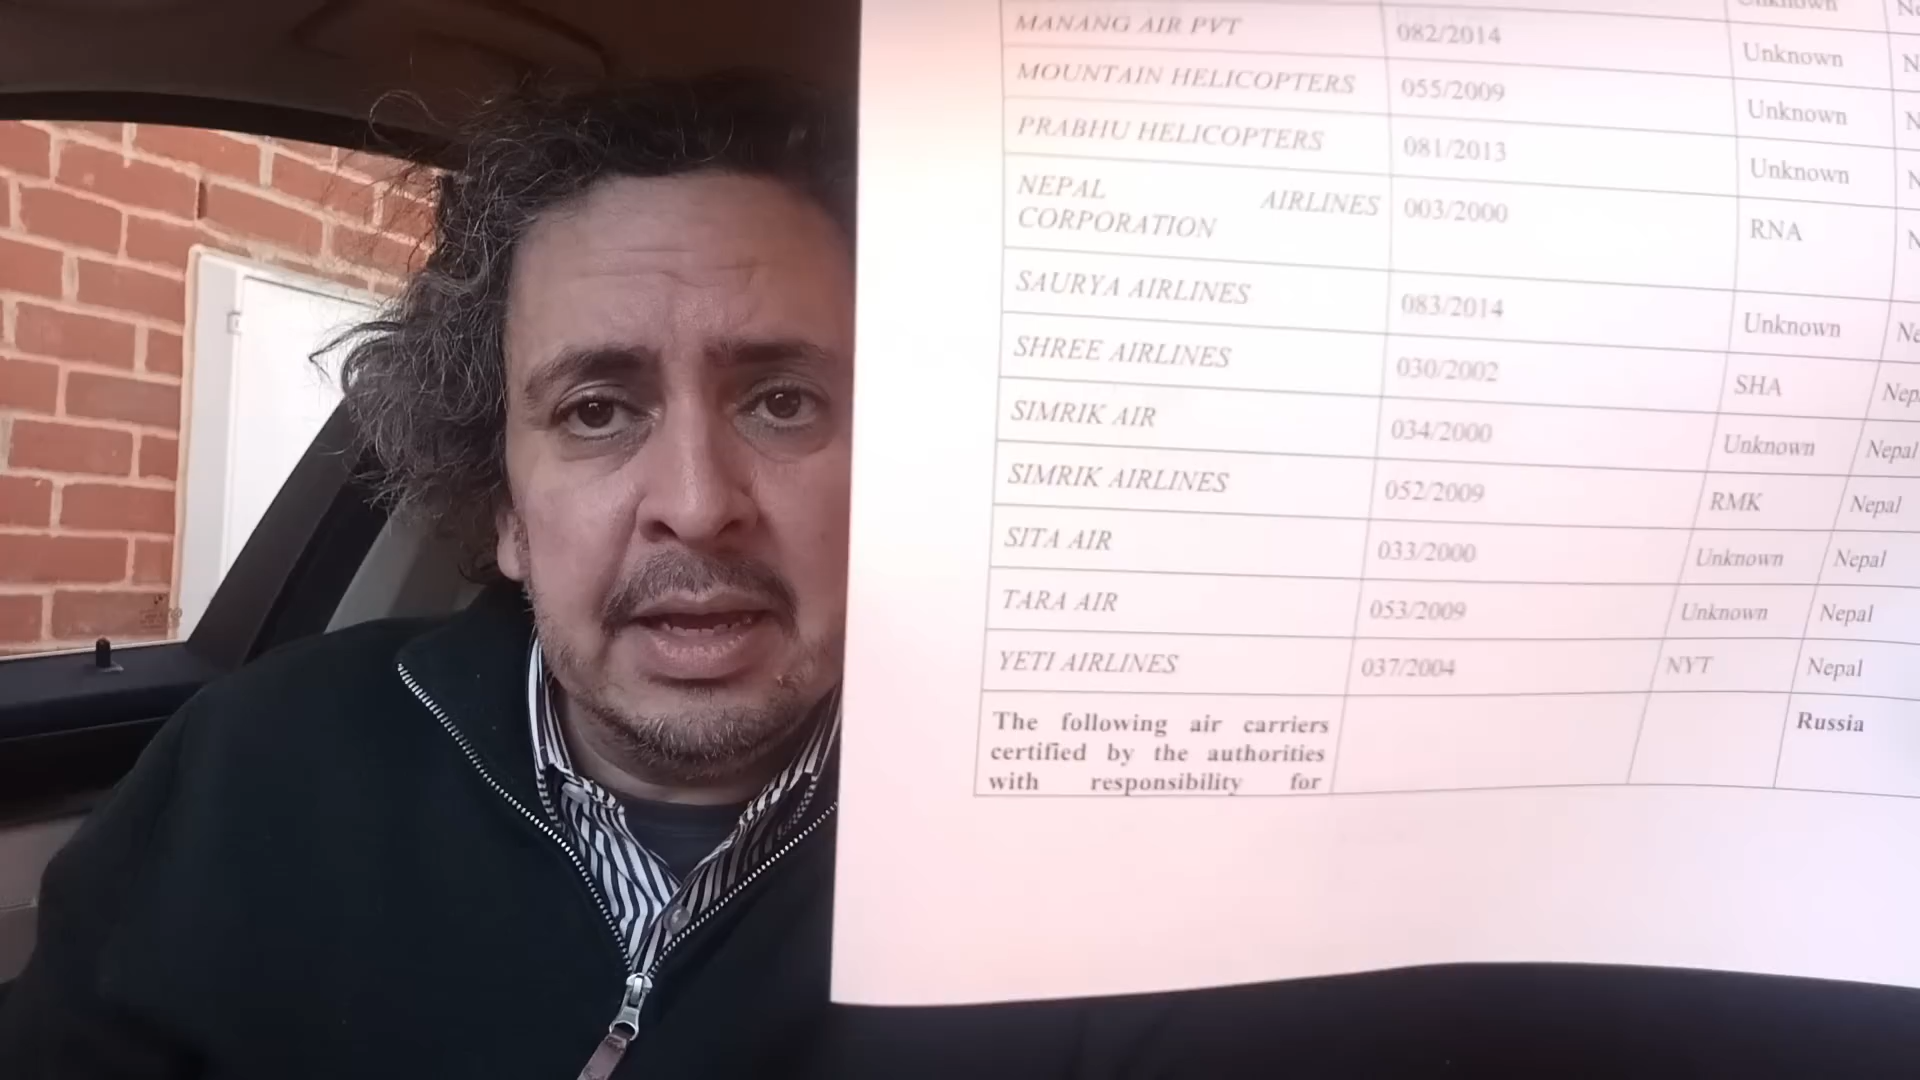 Unknown
MANANG AIR PVT 082/2014 Unknown N
MOUNTAIN HELICOPTERS 055/2009 Unknown N
PRABHU HELICOPTERS 081/2013 Unknown N
NEPAL AIRLINES 003/2000 RNA N
CORPORATION
SAURYA AIRLINES 083/2014 Unknown Ne
SHREE AIRLINES 030/2002 SHA Nep
SIMRIK AIR 034/2000 Unknown Nepal
SIMRIK AIRLINES 052/2009 RMK Nepal
SITA AIR 033/2000 Unknown Nepal
TARA AIR 053/2009 Unknown Nepal
YETI AIRLINES 037/2004 NYT Nepal
The following air carriers Russia
certified by the authorities
with responsibility for